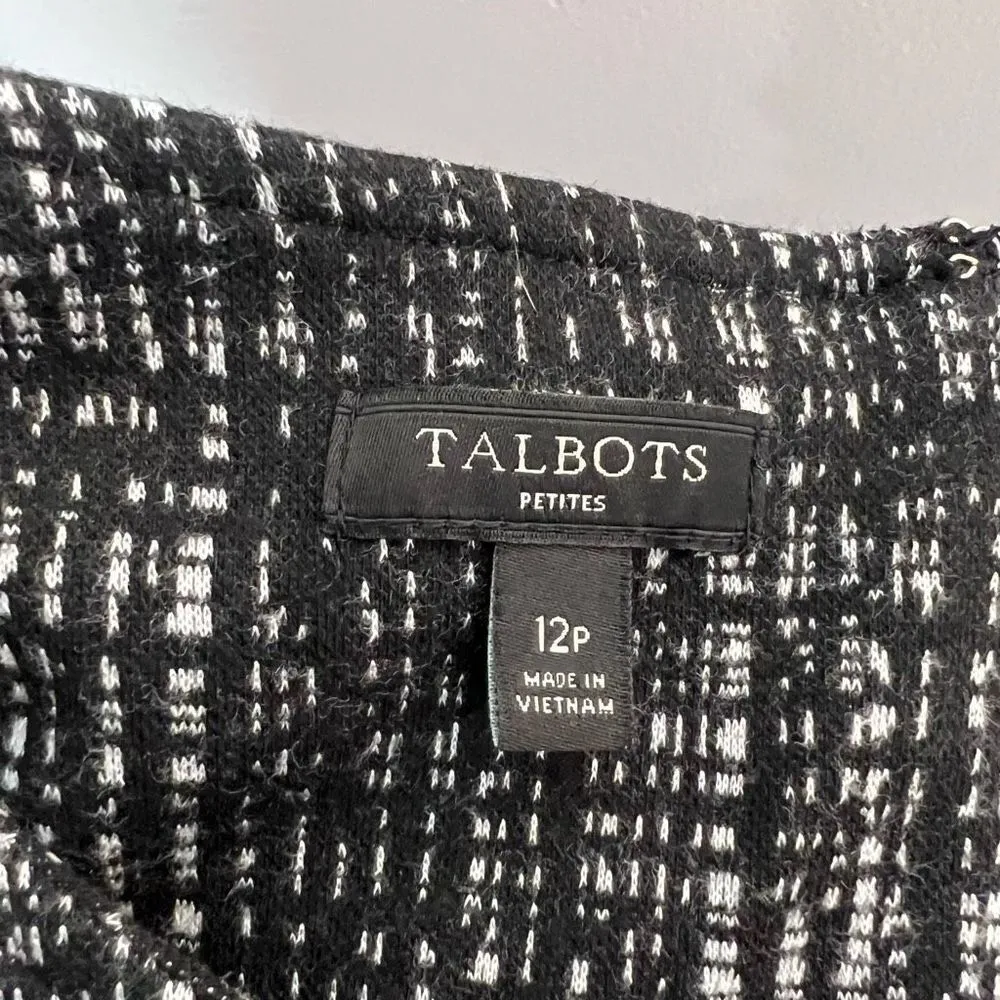 TALBOTS
PETITES
12P
MADE IN
VIETNAM